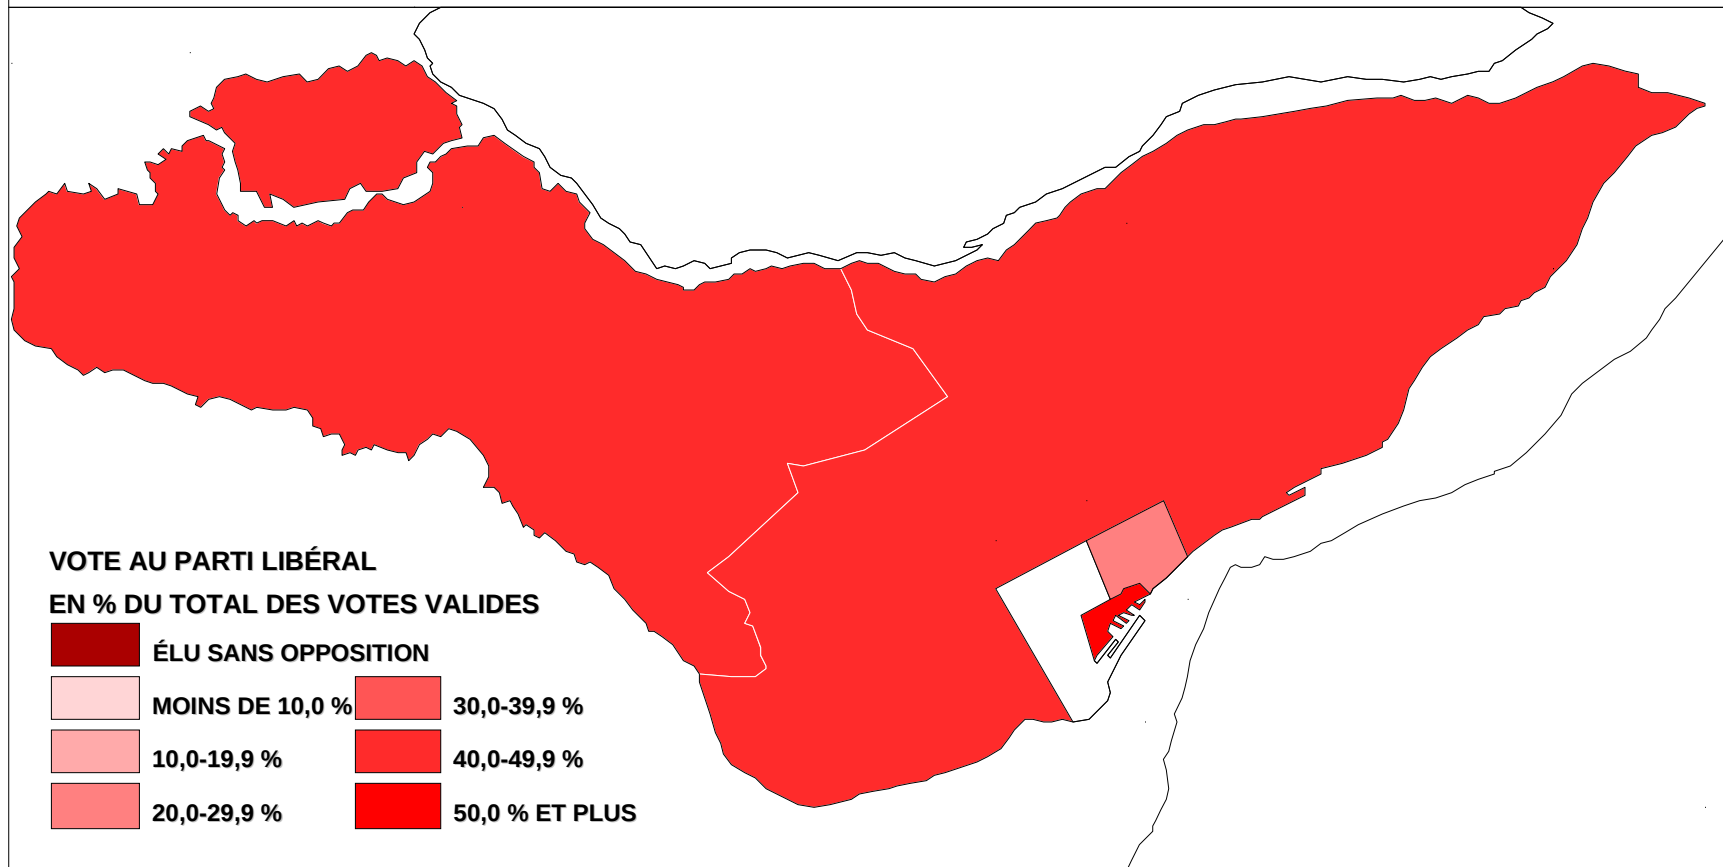 VOTE AU PARTI LIBÉRAL
EN % DU TOTAL DES VOTES VALIDES
ÉLU SANS OPPOSITION
MOINS DE 10,0 %
30,0-39,9 %
10,0-19,9 %
40,0-49,9 %
20,0-29,9 %
50,0 % ET PLUS